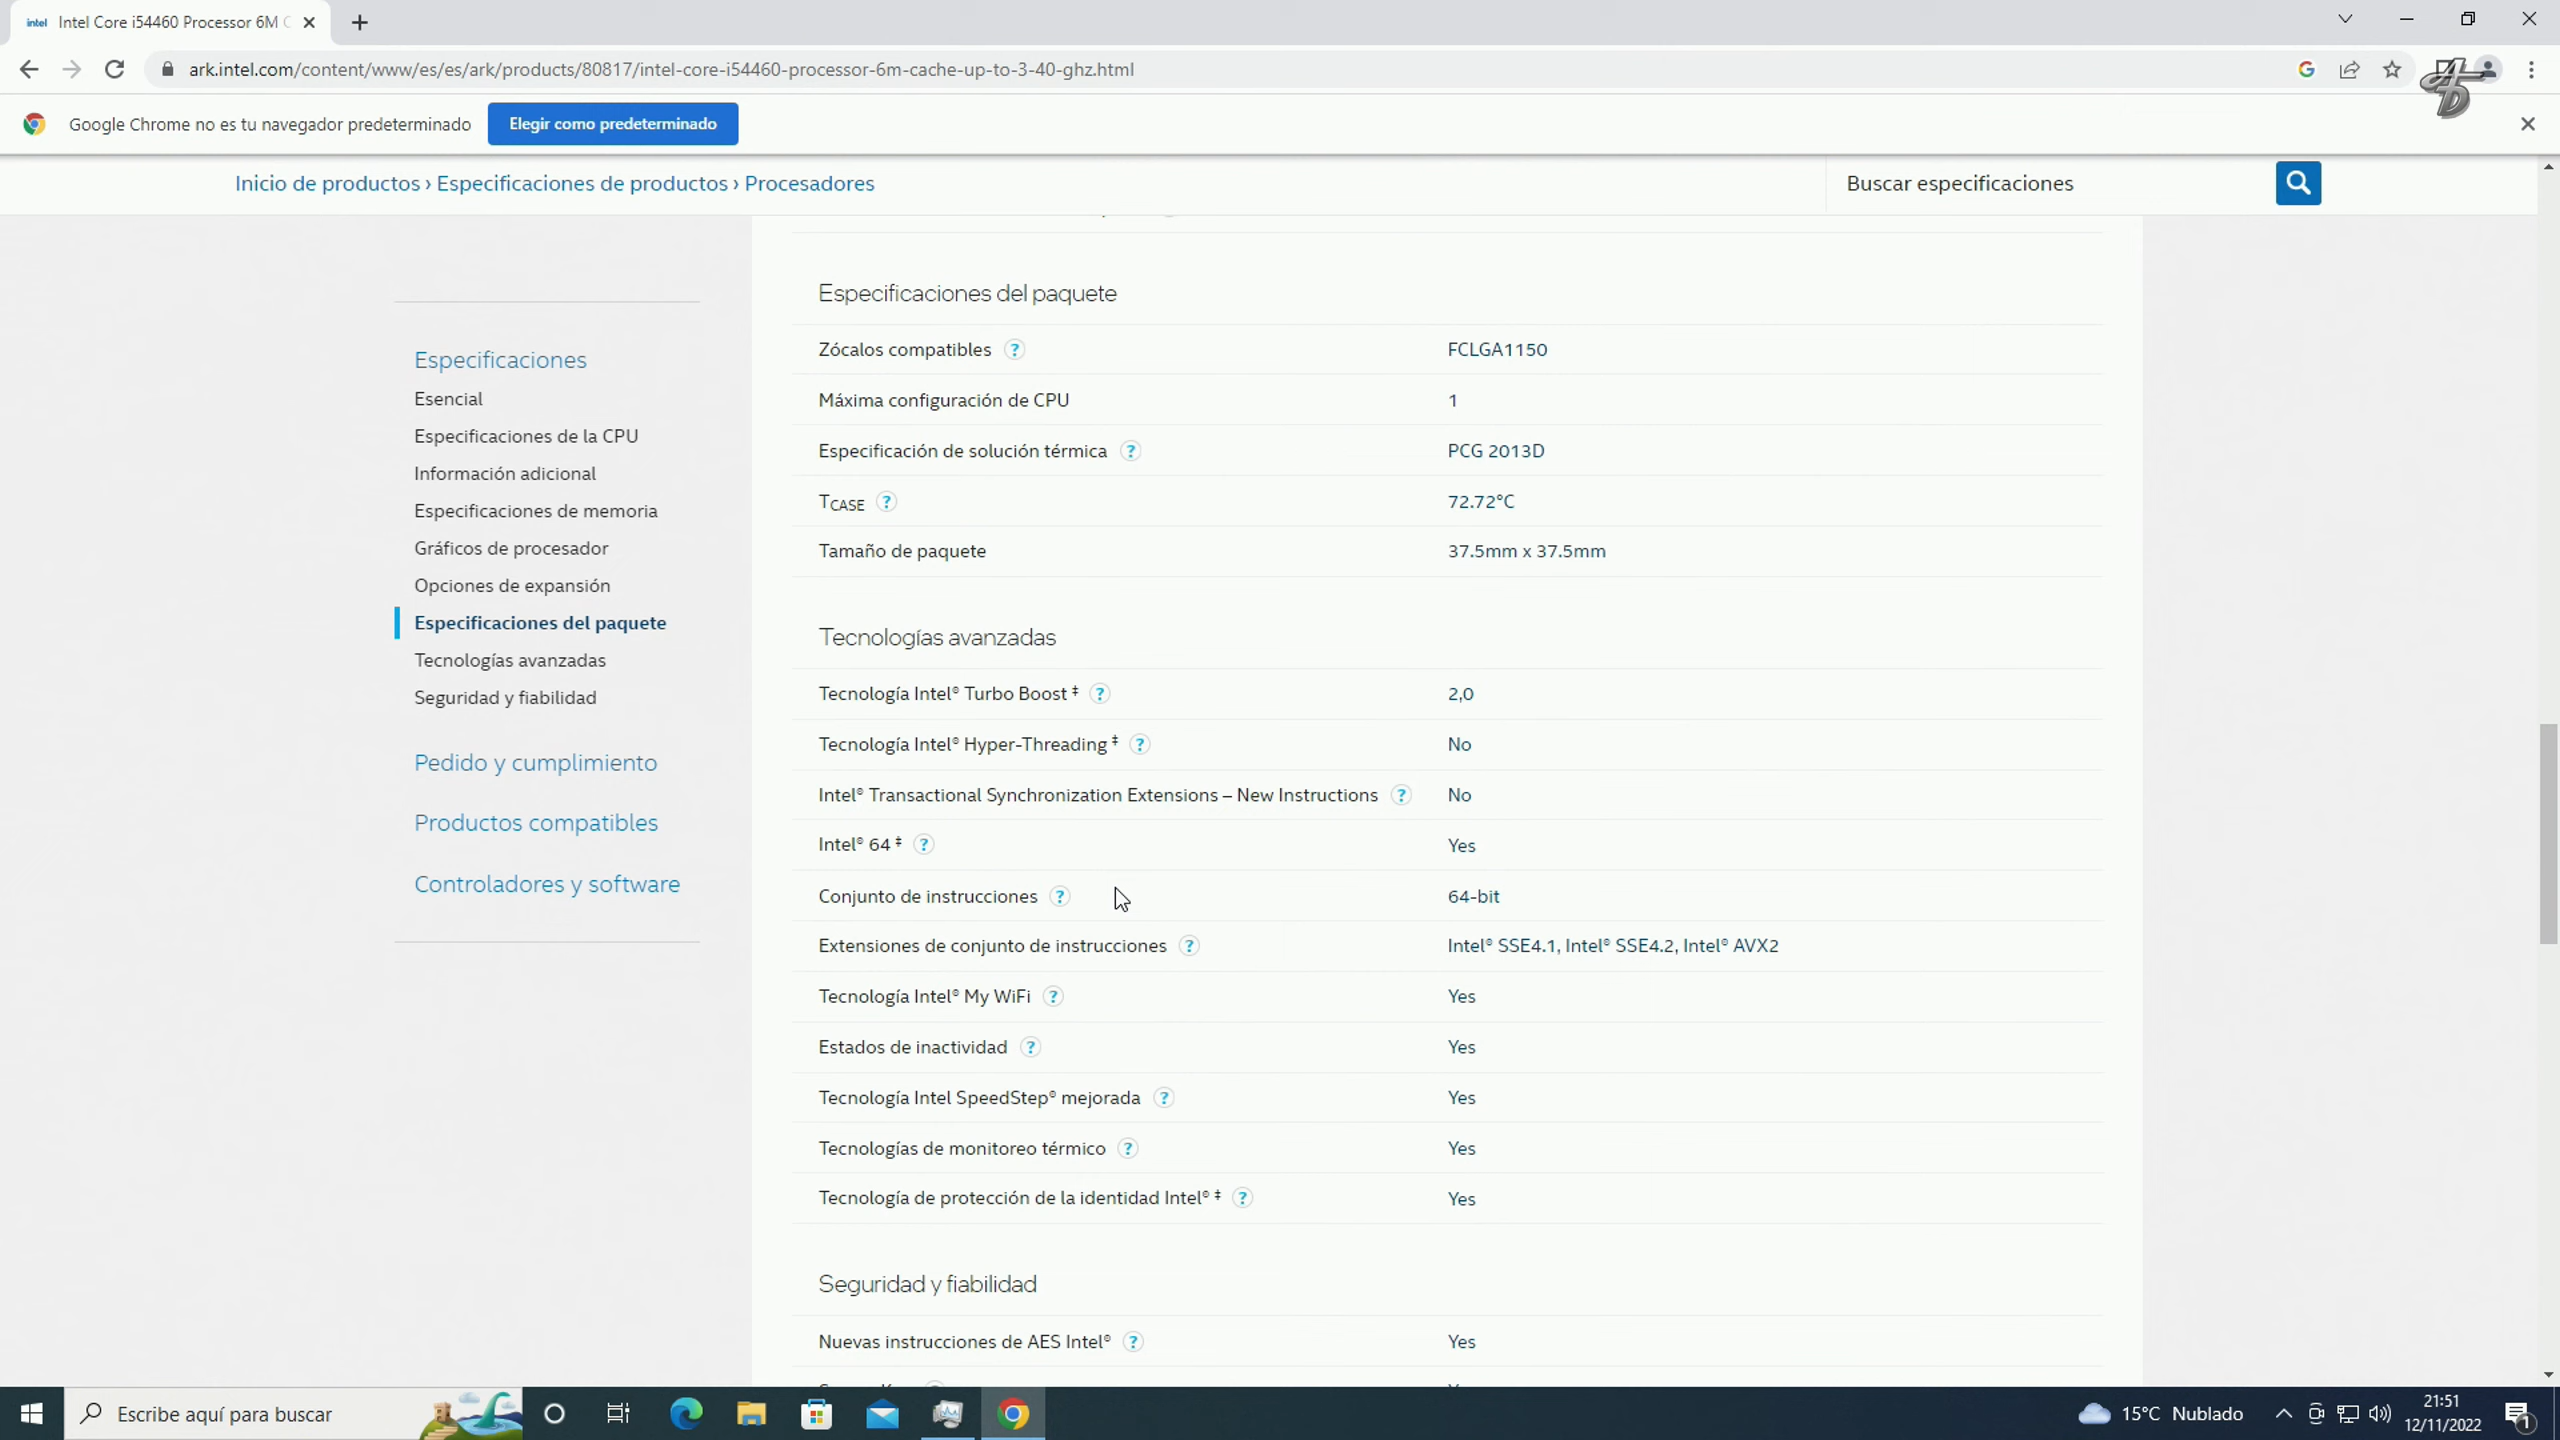 intel Intel Core i54460 Processor 6M C
ark.intel.com/content/www/es/es/ark/products/80817/intel-core-i54460-processor-6m-cache-up-to-3-40-ghz.html
Google Chrome no es tu navegador predeterminado Elegir como predeterminado
Inicio de productos › Especificaciones de productos › Procesadores
Buscar especificaciones
Especificaciones
Esencial
Especificaciones de la CPU
Información adicional
Especificaciones de memoria
Gráficos de procesador
Opciones de expansión
Especificaciones del paquete
Tecnologías avanzadas
Seguridad y fiabilidad
Pedido y cumplimiento
Productos compatibles
Controladores y software
Especificaciones del paquete
Zócalos compatibles ? FCLGA1150
Máxima configuración de CPU 1
Especificación de solución térmica ? PCG 2013D
TCASE ? 72.72°C
Tamaño de paquete 37.5mm x 37.5mm
Tecnologías avanzadas
Tecnología Intel® Turbo Boost ‡ ? 2,0
Tecnología Intel® Hyper-Threading ‡ ? No
Intel® Transactional Synchronization Extensions – New Instructions ? No
Intel® 64 ‡ ? Yes
Conjunto de instrucciones ? 64-bit
Extensiones de conjunto de instrucciones ? Intel® SSE4.1, Intel® SSE4.2, Intel® AVX2
Tecnología Intel® My WiFi ? Yes
Estados de inactividad ? Yes
Tecnología Intel SpeedStep® mejorada ? Yes
Tecnologías de monitoreo térmico ? Yes
Tecnología de protección de la identidad Intel® ‡ ? Yes
Seguridad y fiabilidad
Nuevas instrucciones de AES Intel® ? Yes
Escribe aquí para buscar
15°C Nublado
21:51
12/11/2022
1